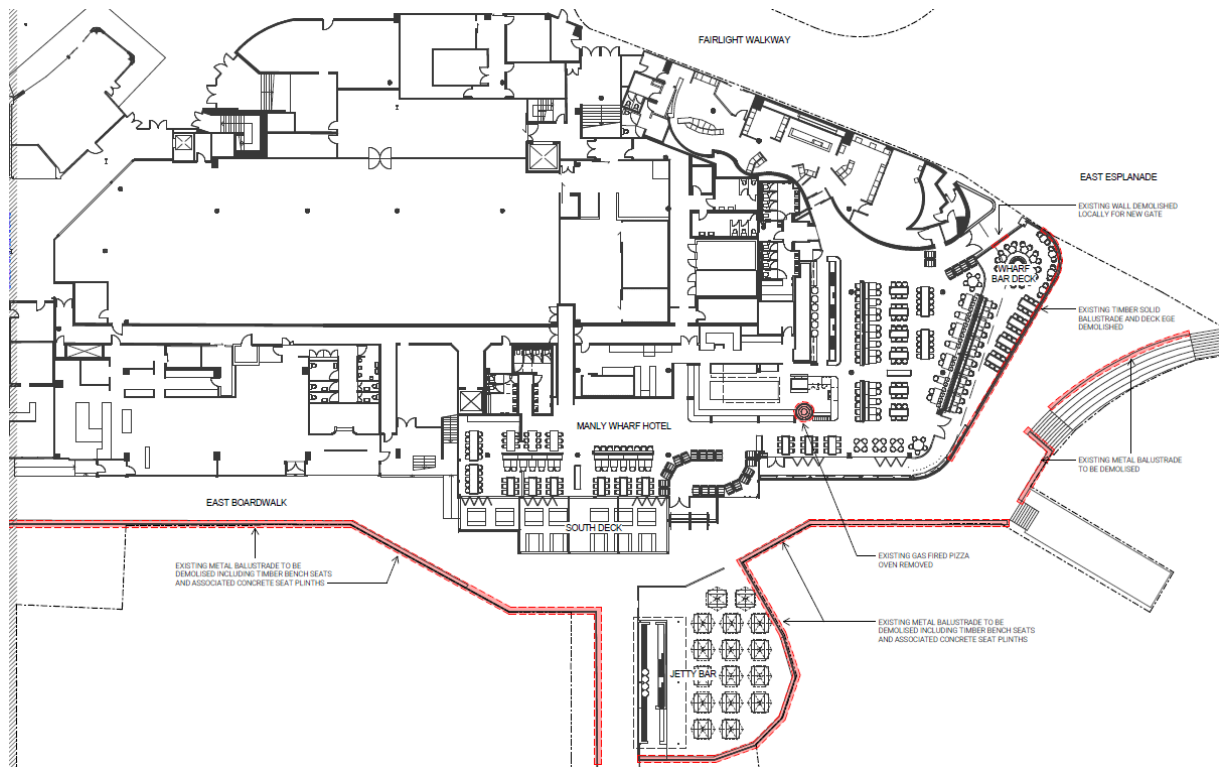 FAIRLIGHT WALKWAY
EAST ESPLANADE
EXISTING WALL DEMOLISHED
LOCALLY FOR NEW GATE
WHARF
BAR DECK
EXISTING TIMBER SOLID
BALUSTRADE AND DECK EGE
DEMOLISHED
MANLY WHARF HOTEL
EXISTING METAL BALUSTRADE
TO BE DEMOLISED
EAST BOARDWALK
SOUTH DECK
EXISTING GAS FIRED PIZZA
OVEN REMOVED
EXISTING METAL BALUSTRADE TO BE
DEMOLISED INCLUDING TIMBER BENCH SEATS
AND ASSOCIATED CONCRETE SEAT PLINTHS
EXISTING METAL BALUSTRADE TO BE
DEMOLISED INCLUDING TIMBER BENCH SEATS
AND ASSOCIATED CONCRETE SEAT PLINTHS
JETTY BAR